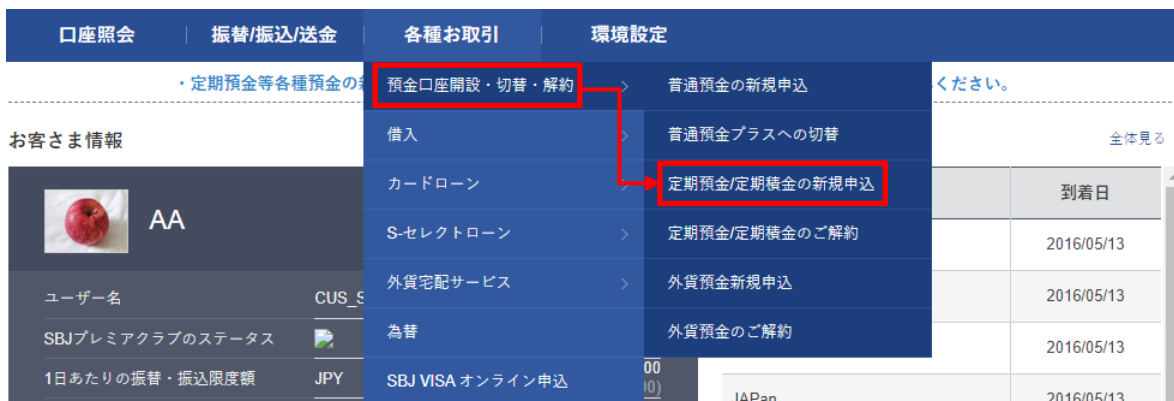 口座照会 振替/振込/送金 各種お取引 環境設定
・定期預金等各種預金の ください。
預金口座開設・切替・解約 普通預金の新規申込
お客さま情報 借入 普通預金プラスへの切替 全体見る
カードローン 定期預金/定期積金の新規申込 到着日
AA
S-セレクトローン 定期預金/定期積金のご解約 2016/05/13
外貨宅配サービス 外貨預金新規申込
ユーザー名 CUS_S 2016/05/13
SBJプレミアクラブのステータス 為替 外貨預金のご解約 2016/05/13
1日あたりの振替・振込限度額 JPY SBJ VISA オンライン申込 00
00)
JAPan 2016/05/13